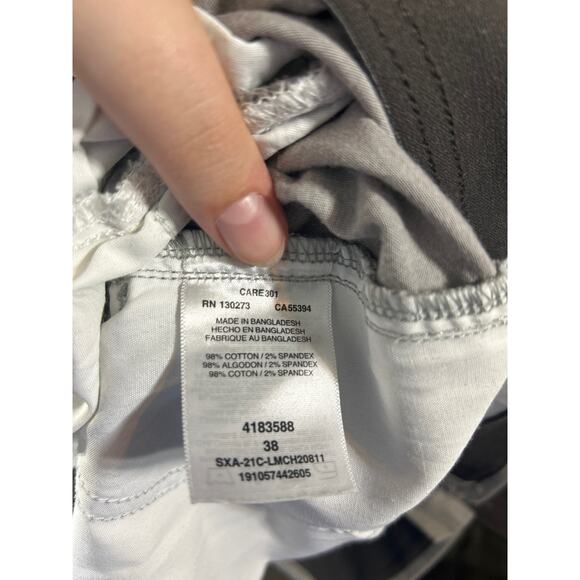 CARE301
RN 130273 CA55394
MADE IN BANGLADESH
HECHO EN BANGLADESH
FABRIQUE AU BANGLADESH
98% COTTON / 2% SPANDEX
98% ALGODON / 2% SPANDEX
98% COTON / 2% SPANDEX
4183588
38
SXA-21C-LMCH20811
191057442605